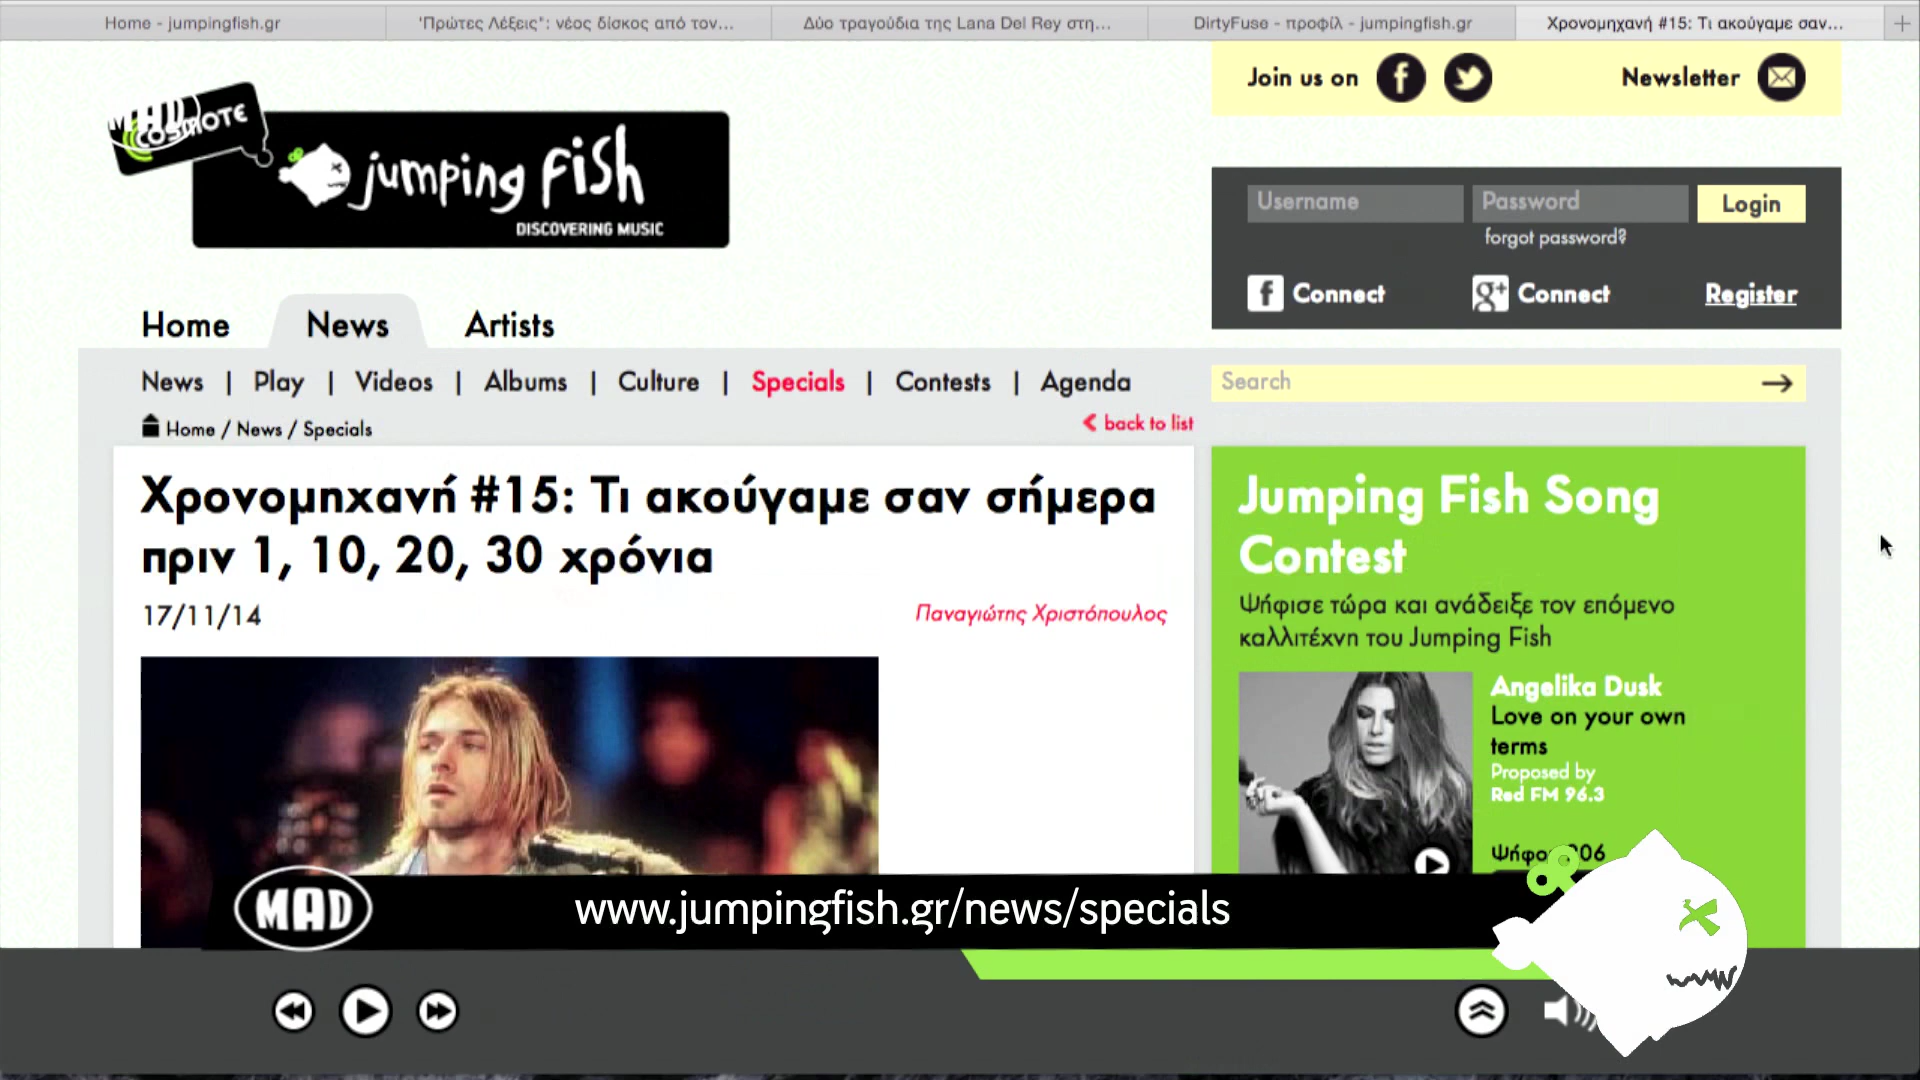 Home - jumpingfish.gr
"Πρώτες Λέξεις": νέος δίσκος από τον...
Δύο τραγούδια της Lana Del Rey στη...
DirtyFuse - προφίλ - jumpingfish.gr
Χρονομηχανή #15: Τι ακούγαμε σαν...
Join us on
Newsletter
MAD
COSMOTE
jumping fish
DISCOVERING MUSIC
Username
Password
Login
forgot password?
Connect
Connect
Register
Home
News
Artists
News | Play | Videos | Albums | Culture | Specials | Contests | Agenda
Search
Home / News / Specials
back to list
Χρονομηχανή #15: Τι ακούγαμε σαν σήμερα
πριν 1, 10, 20, 30 χρόνια
17/11/14
Παναγιώτης Χριστόπουλος
Jumping Fish Song
Contest
Ψήφισε τώρα και ανάδειξε τον επόμενο
καλλιτέχνη του Jumping Fish
Angelika Dusk
Love on your own
terms
Proposed by
Red FM 96.3
MAD
www.jumpingfish.gr/news/specials